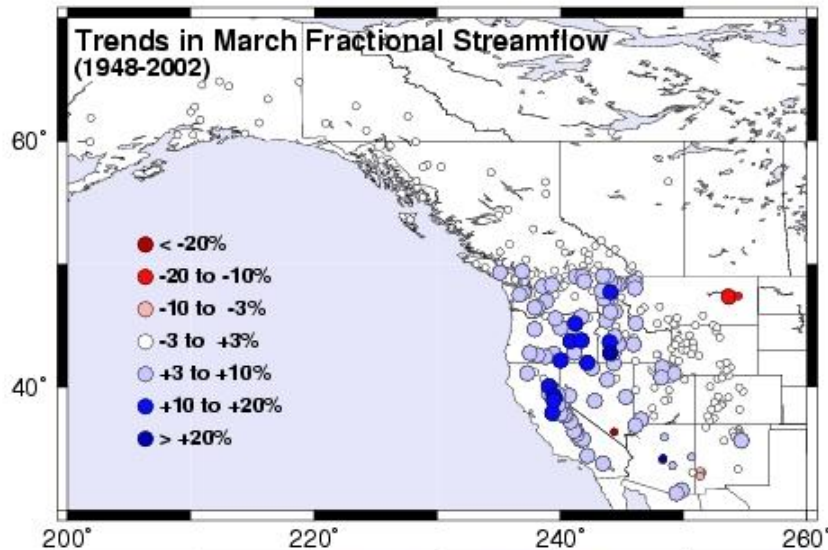 Trends in March Fractional Streamflow
(1948-2002)
60°
< -20%
-20 to -10%
-10 to -3%
-3 to +3%
+3 to +10%
40°
+10 to +20%
> +20%
200° 220° 240° 260°